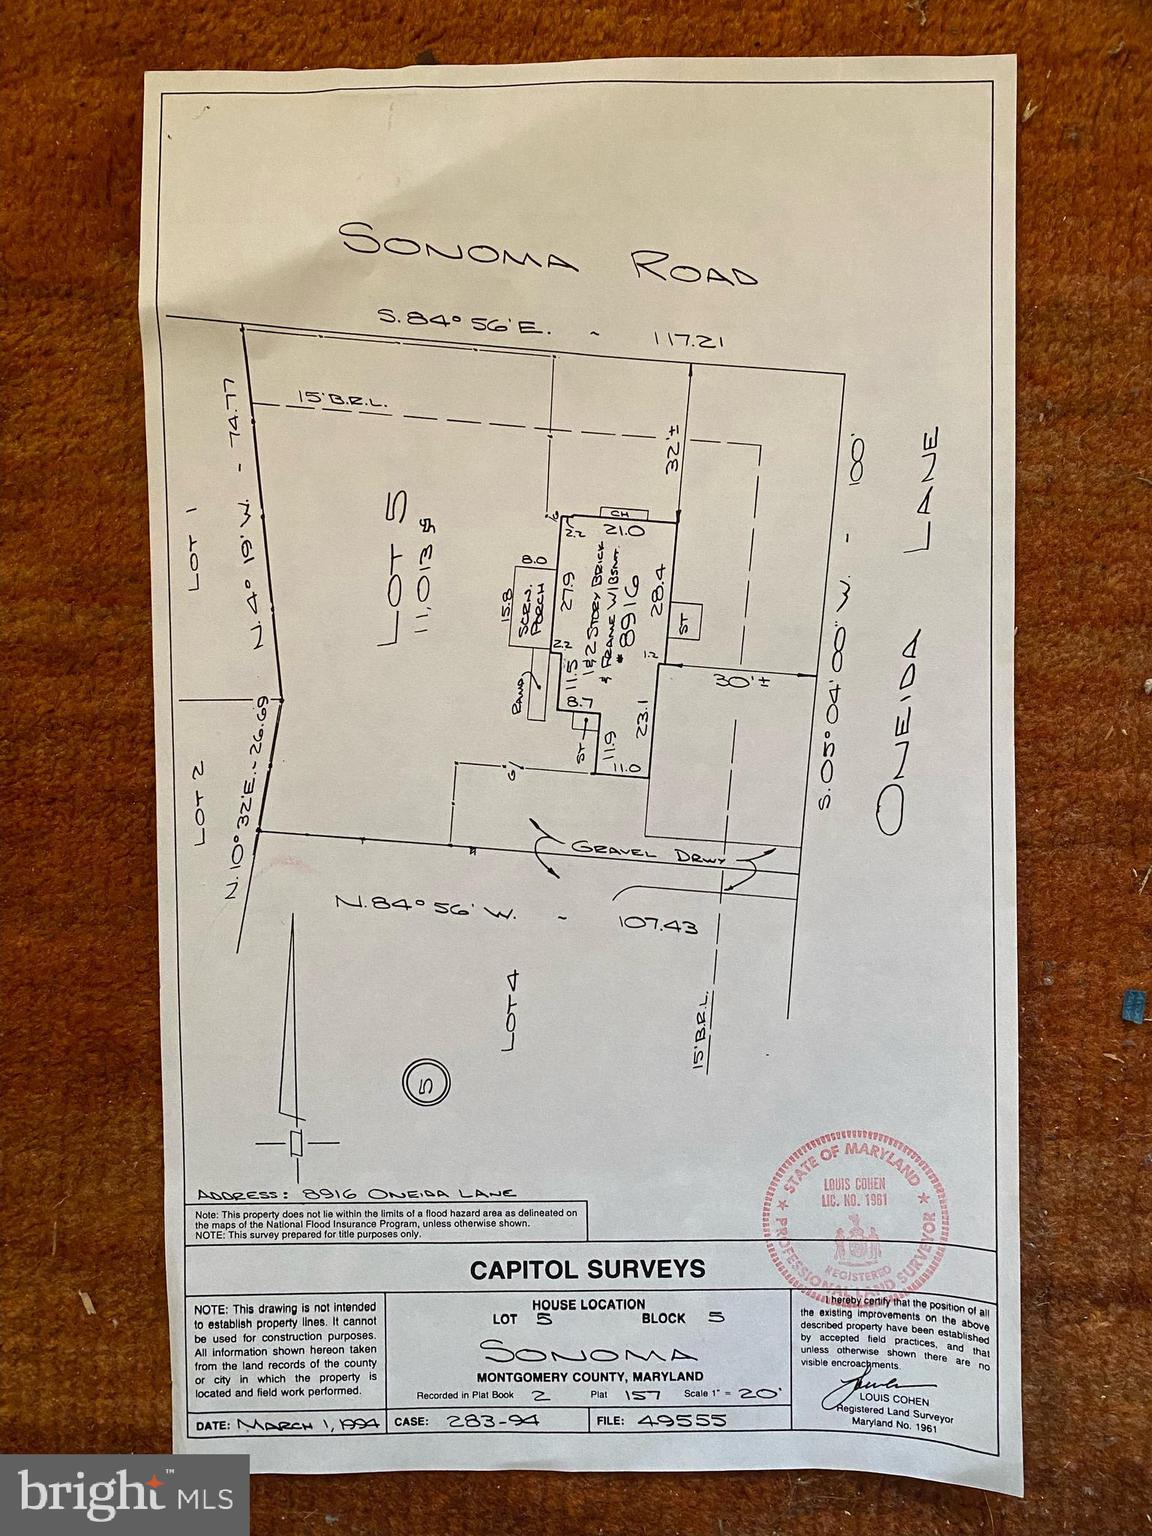 SONOMA ROAD
S.84°56'E. ~ 117.21
15' B.R.L.
N. 4° 19' W. - 74.77
LOT 1
LOT 5
11,013 ⌗
32'±
CH
21.0
2.2
8.0
15.8
SCRN.
PORCH
27.9
1 & 2 STORY BRICK
& FRAME W/BSMT.
# 8916
28.4
ST
2.2
11.5
RAMP
8.7
1.2
30'±
ST
11.9
23.1
11.0
G
G
S. 05° 04' 00" W. - 100'
ONEIDA LANE
LOT 2
N. 10° 32' E. - 26.69
GRAVEL DRWY
N.84°56' W. ~ 107.43
LOT 4
15' B.R.L.
5
ADDRESS: 8916 ONEIDA LANE
Note: This property does not lie within the limits of a flood hazard area as delineated on
the maps of the National Flood Insurance Program, unless otherwise shown.
NOTE: This survey prepared for title purposes only.
STATE OF MARYLAND
LOUIS COHEN
LIC. NO. 1961
REGISTERED
PROFESSIONAL LAND SURVEYOR
CAPITOL SURVEYS
NOTE: This drawing is not intended
to establish property lines. It cannot
be used for construction purposes.
All information shown hereon taken
from the land records of the county
or city in which the property is
located and field work performed.
HOUSE LOCATION
LOT 5 BLOCK 5
SONOMA
MONTGOMERY COUNTY, MARYLAND
Recorded in Plat Book 2 Plat 157 Scale 1" = 20'
I hereby certify that the position of all
the existing improvements on the above
described property have been established
by accepted field practices, and that
unless otherwise shown there are no
visible encroachments.
LOUIS COHEN
Registered Land Surveyor
Maryland No. 1961
DATE: MARCH 1, 1994
CASE: 283-94
FILE: 49555
bright™ MLS